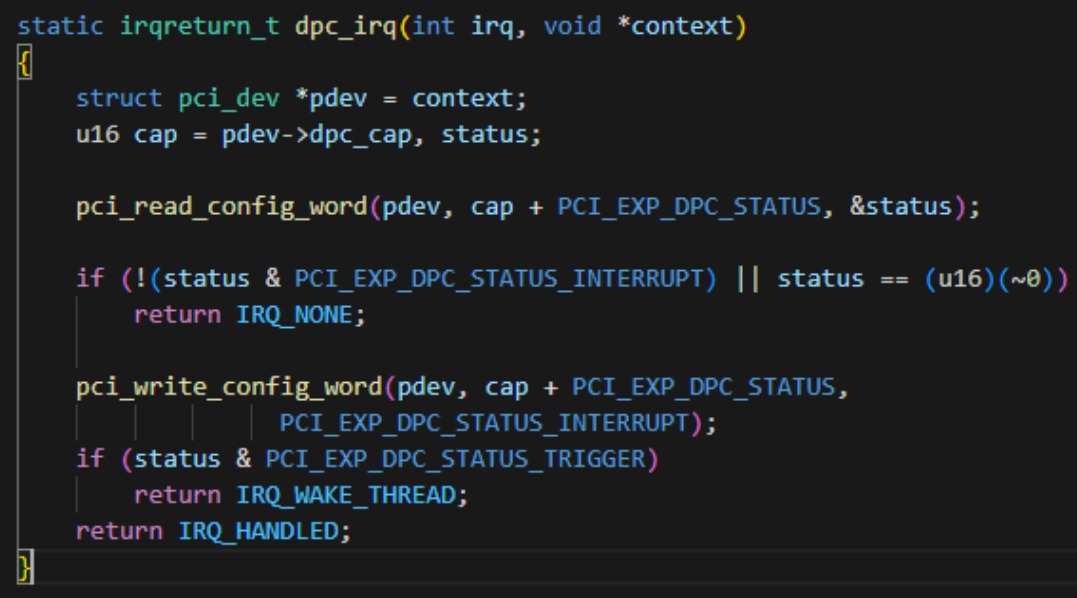 static irqreturn_t dpc_irq(int irq, void *context)
{
    struct pci_dev *pdev = context;
    u16 cap = pdev->dpc_cap, status;

    pci_read_config_word(pdev, cap + PCI_EXP_DPC_STATUS, &status);

    if (!(status & PCI_EXP_DPC_STATUS_INTERRUPT) || status == (u16)(~0))
        return IRQ_NONE;

    pci_write_config_word(pdev, cap + PCI_EXP_DPC_STATUS,
                  PCI_EXP_DPC_STATUS_INTERRUPT);
    if (status & PCI_EXP_DPC_STATUS_TRIGGER)
        return IRQ_WAKE_THREAD;
    return IRQ_HANDLED;
}